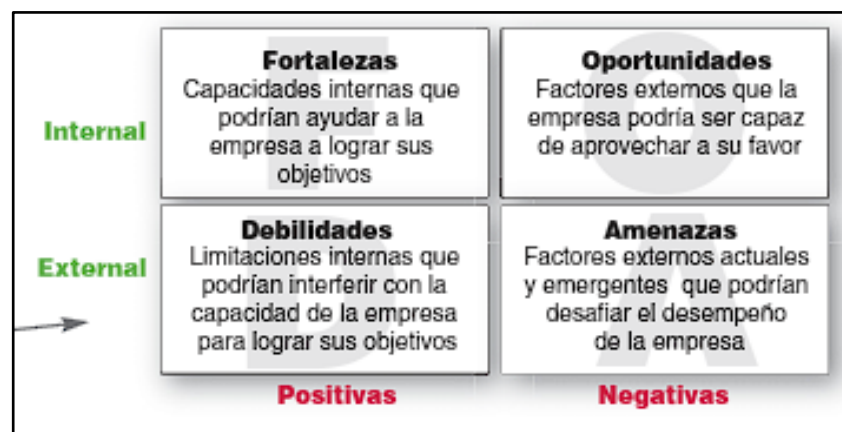 Fortalezas
Capacidades internas que
podrían ayudar a la
empresa a lograr sus
objetivos
Oportunidades
Factores externos que la
empresa podría ser capaz
de aprovechar a su favor
Internal
Debilidades
Limitaciones internas que
podrían interferir con la
capacidad de la empresa
para lograr sus objetivos
Amenazas
Factores externos actuales
y emergentes que podrían
desafiar el desempeño
de la empresa
External
Positivas
Negativas
F
O
D
A